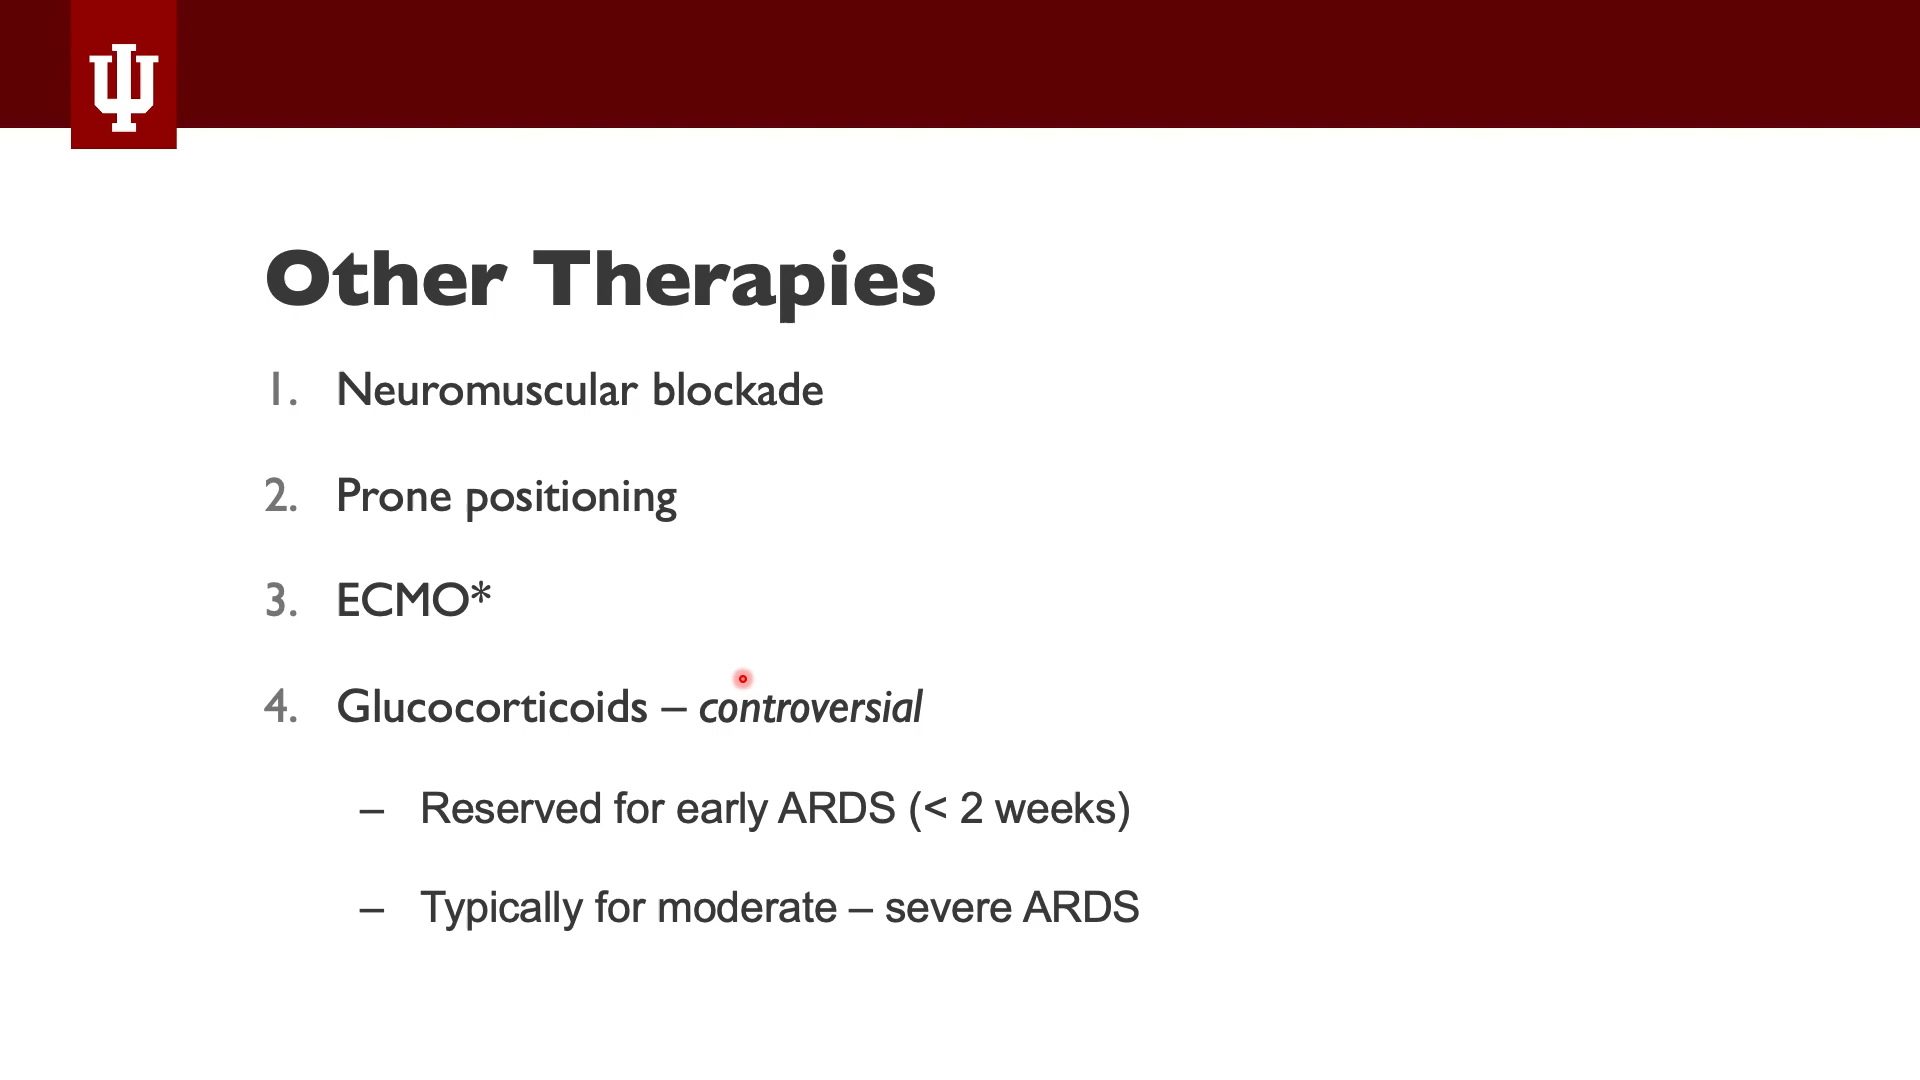 Other Therapies
1. Neuromuscular blockade
2. Prone positioning
3. ECMO*
4. Glucocorticoids – controversial
– Reserved for early ARDS (< 2 weeks)
– Typically for moderate – severe ARDS